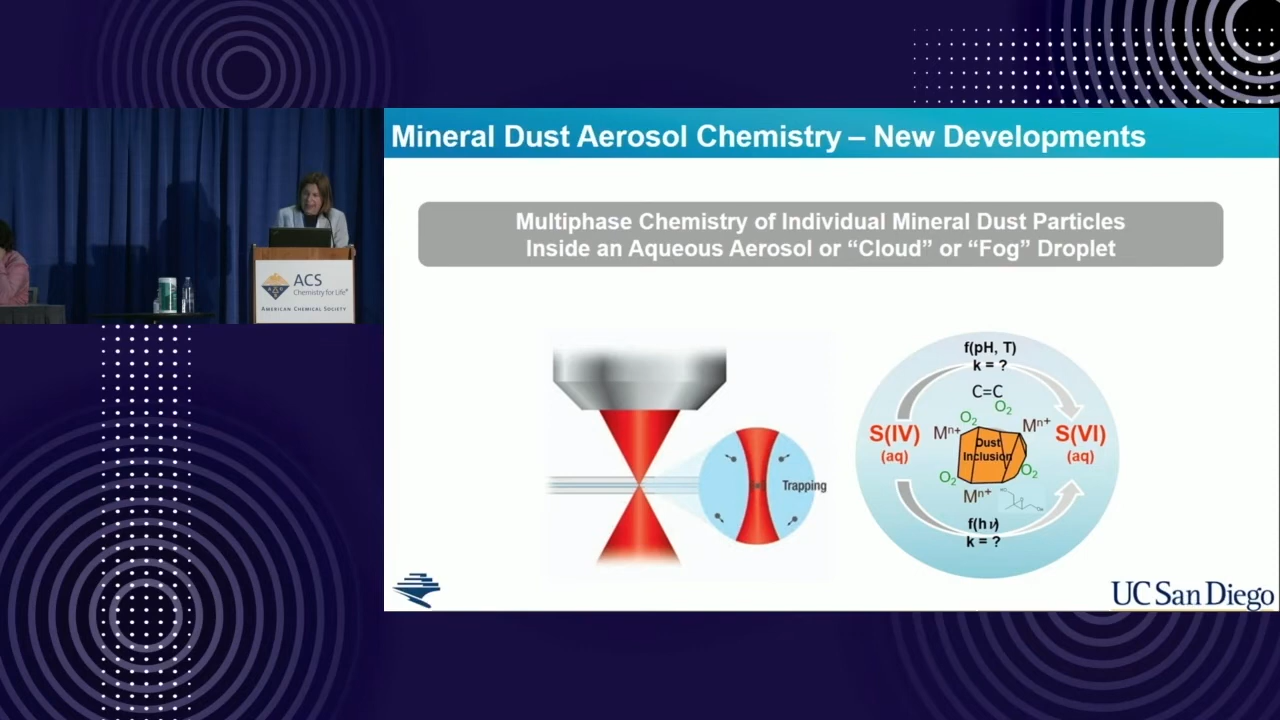 Mineral Dust Aerosol Chemistry – New Developments
Multiphase Chemistry of Individual Mineral Dust Particles
Inside an Aqueous Aerosol or “Cloud” or “Fog” Droplet
ACS
Chemistry for Life®
AMERICAN CHEMICAL SOCIETY
Trapping
f(pH, T)
k = ?
C=C
O₂
O₂
S(IV)
(aq)
Mⁿ⁺
Mⁿ⁺
S(VI)
(aq)
Dust
Inclusion
O₂
O₂
Mⁿ⁺
f(hν)
k = ?
UC San Diego